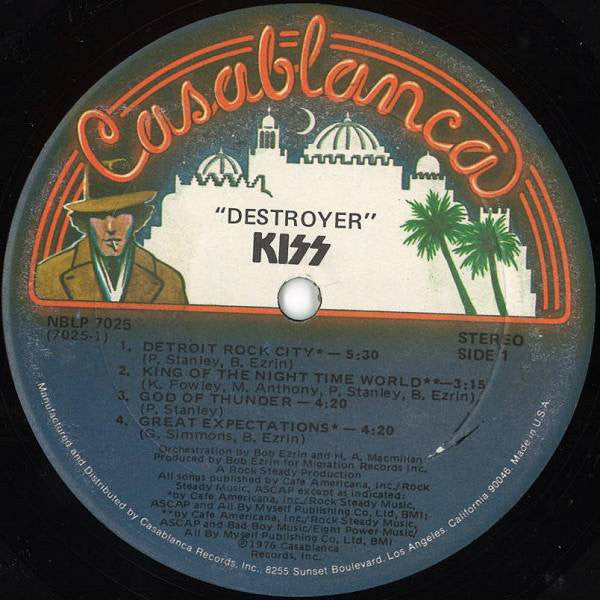 Casablanca
"DESTROYER"
KISS
NBLP 7025
(7025-1)
STEREO
SIDE 1
1. DETROIT ROCK CITY* — 5:30
(P. Stanley, B. Ezrin)
2. KING OF THE NIGHT TIME WORLD**—3:15
(K. Fowley, M. Anthony, P. Stanley, B. Ezrin)
3. GOD OF THUNDER — 4:20
(P. Stanley)
4. GREAT EXPECTATIONS* — 4:20
(G. Simmons, B. Ezrin)
Orchestration by Bob Ezrin and H. A. Macmillan
Produced by Bob Ezrin for Migration Records Inc.
A Rock Steady Production
All songs published by Cafe Americana, Inc./Rock
Steady Music, ASCAP except as indicated:
*by Cafe Americana, Inc./Rock Steady Music,
ASCAP and All By Myself Publishing Co, Ltd, BMI;
**by Cafe Americana, Inc./Rock Steady Music,
ASCAP and Bad Boy Music/Eight Power Music/
All By Myself Publishing Co, Ltd, BMI
℗1976 Casablanca
Records, Inc.
Manufactured and Distributed by Casablanca Records, Inc. 8255 Sunset Boulevard, Los Angeles, California 90046, Made in U.S.A.